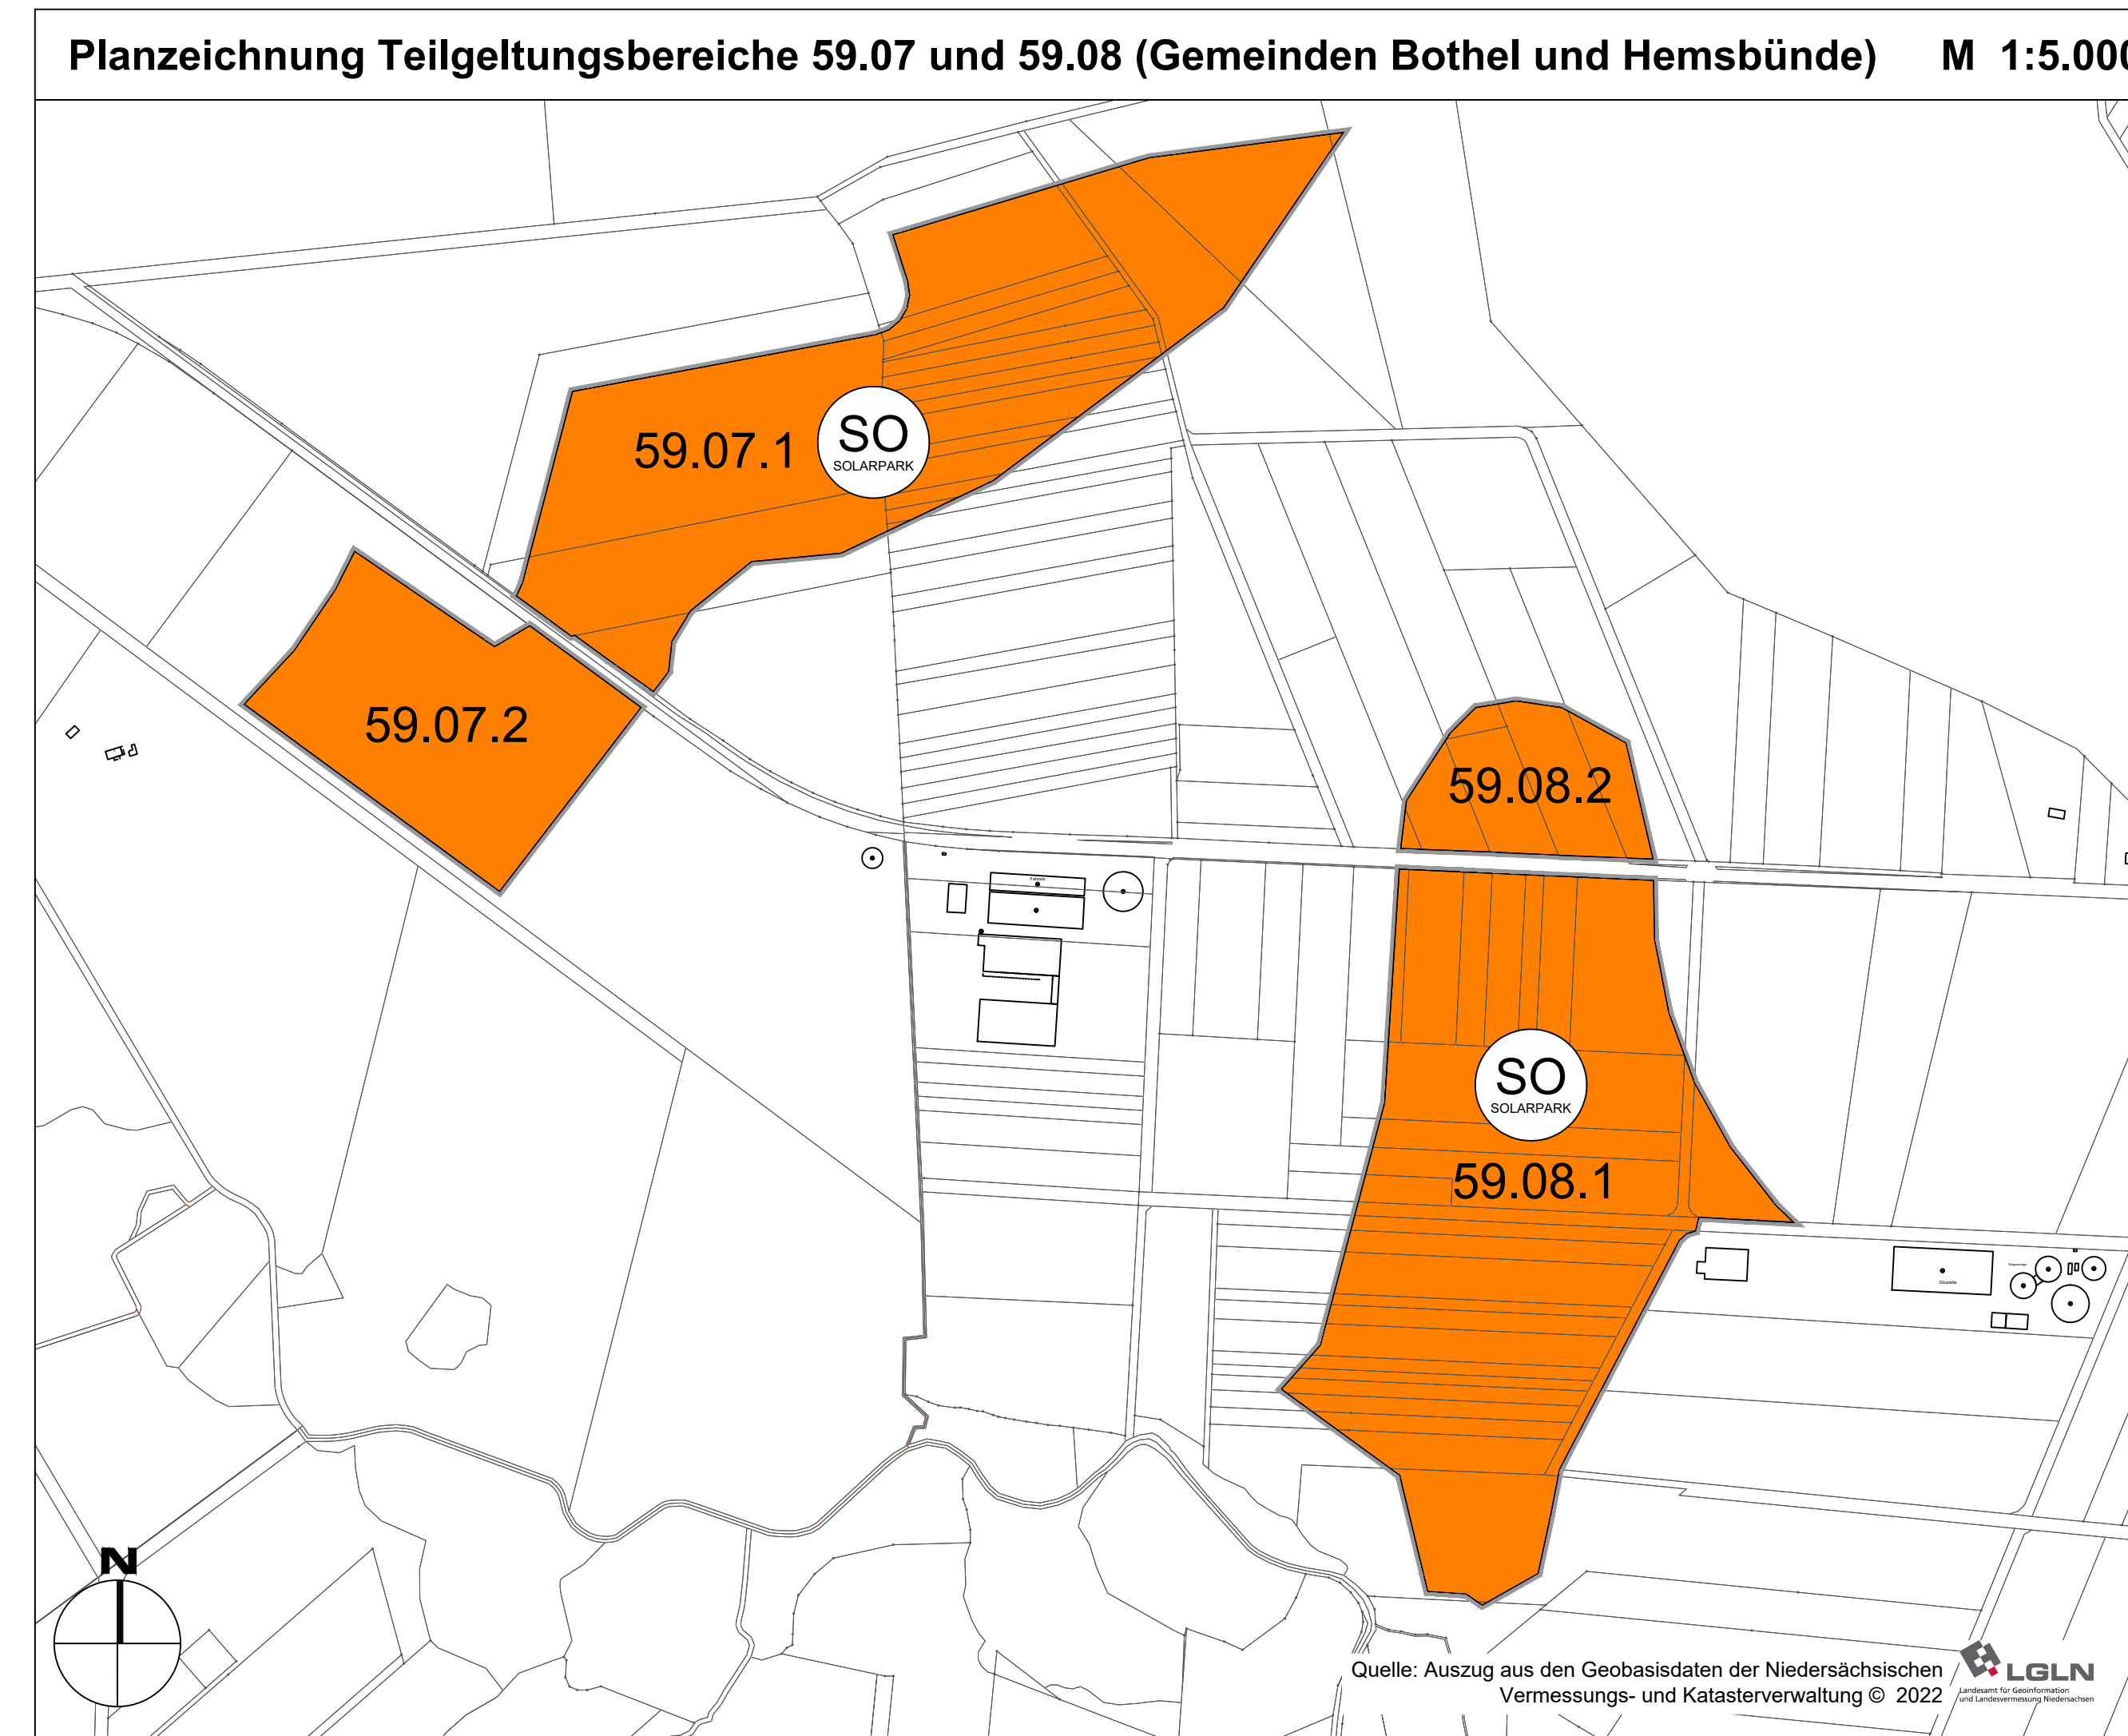 Planzeichnung Teilgeltungsbereiche 59.07 und 59.08 (Gemeinden Bothel und Hemsbünde) M 1:5.000
59.07.1
SO
SOLARPARK
59.07.2
59.08.2
SO
SOLARPARK
59.08.1
N
Quelle: Auszug aus den Geobasisdaten der Niedersächsischen
Vermessungs- und Katasterverwaltung © 2022
LGLN
Landesamt für Geoinformation
und Landesvermessung Niedersachsen